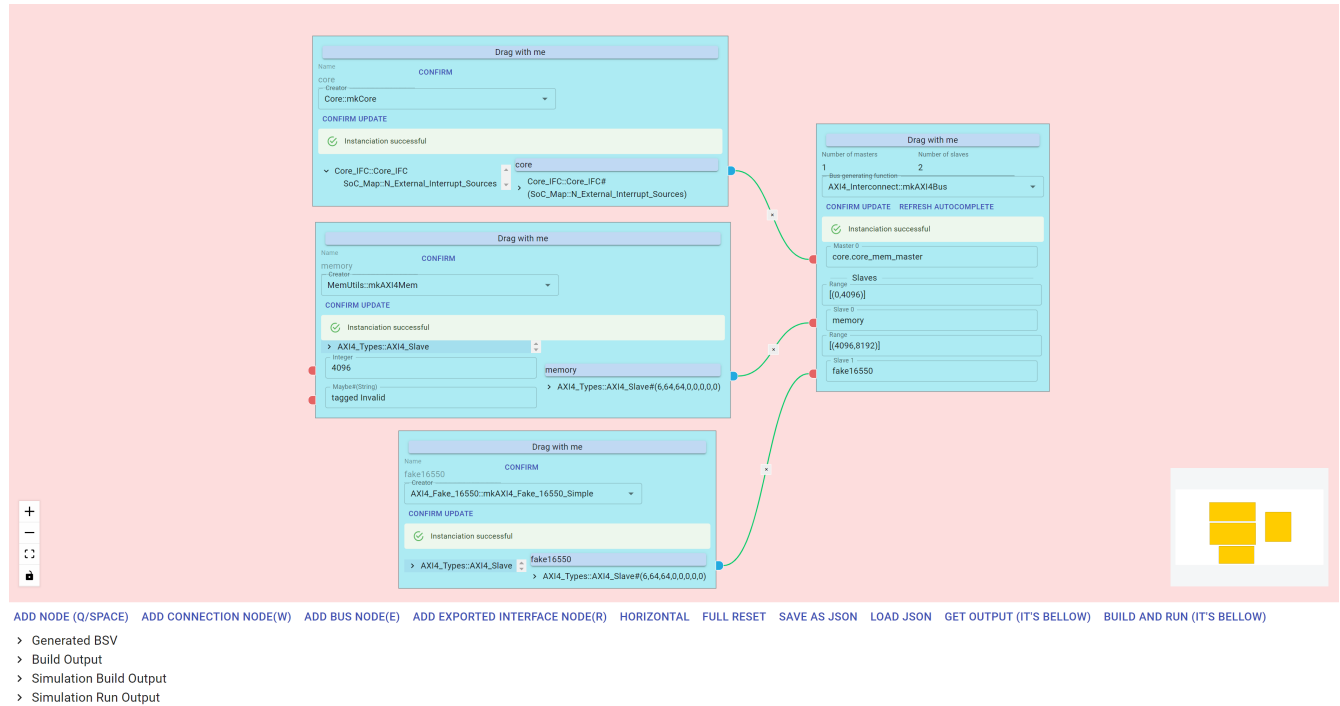 Drag with me
Name
core
CONFIRM
Creator
Core::mkCore
CONFIRM UPDATE
Instanciation successful
Core_IFC::Core_IFC
SoC_Map::N_External_Interrupt_Sources
core
Core_IFC::Core_IFC#
(SoC_Map::N_External_Interrupt_Sources)
Drag with me
Name
memory
CONFIRM
Creator
MemUtils::mkAXI4Mem
CONFIRM UPDATE
Instanciation successful
AXI4_Types::AXI4_Slave
Integer
4096
Maybe#(String)
tagged Invalid
memory
AXI4_Types::AXI4_Slave#(6,64,64,0,0,0,0,0)
Drag with me
Name
fake16550
CONFIRM
Creator
AXI4_Fake_16550::mkAXI4_Fake_16550_Simple
CONFIRM UPDATE
Instanciation successful
AXI4_Types::AXI4_Slave
fake16550
AXI4_Types::AXI4_Slave#(6,64,64,0,0,0,0,0)
Drag with me
Number of masters
Number of slaves
1
2
Bus generating function
AXI4_Interconnect::mkAXI4Bus
CONFIRM UPDATE
REFRESH AUTOCOMPLETE
Instanciation successful
Master 0
core.core_mem_master
Slaves
Range
[(0,4096)]
Slave 0
memory
Range
[(4096,8192)]
Slave 1
fake16550
x
x
x
ADD NODE (Q/SPACE) ADD CONNECTION NODE(W) ADD BUS NODE(E) ADD EXPORTED INTERFACE NODE(R) HORIZONTAL FULL RESET SAVE AS JSON LOAD JSON GET OUTPUT (IT'S BELLOW) BUILD AND RUN (IT'S BELLOW)
Generated BSV
Build Output
Simulation Build Output
Simulation Run Output